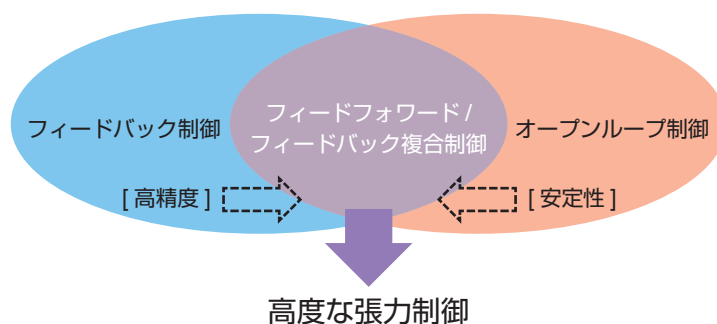 フィードバック制御
フィードフォワード /
フィードバック複合制御
オープンループ制御
[ 高精度 ]
[ 安定性 ]
高度な張力制御